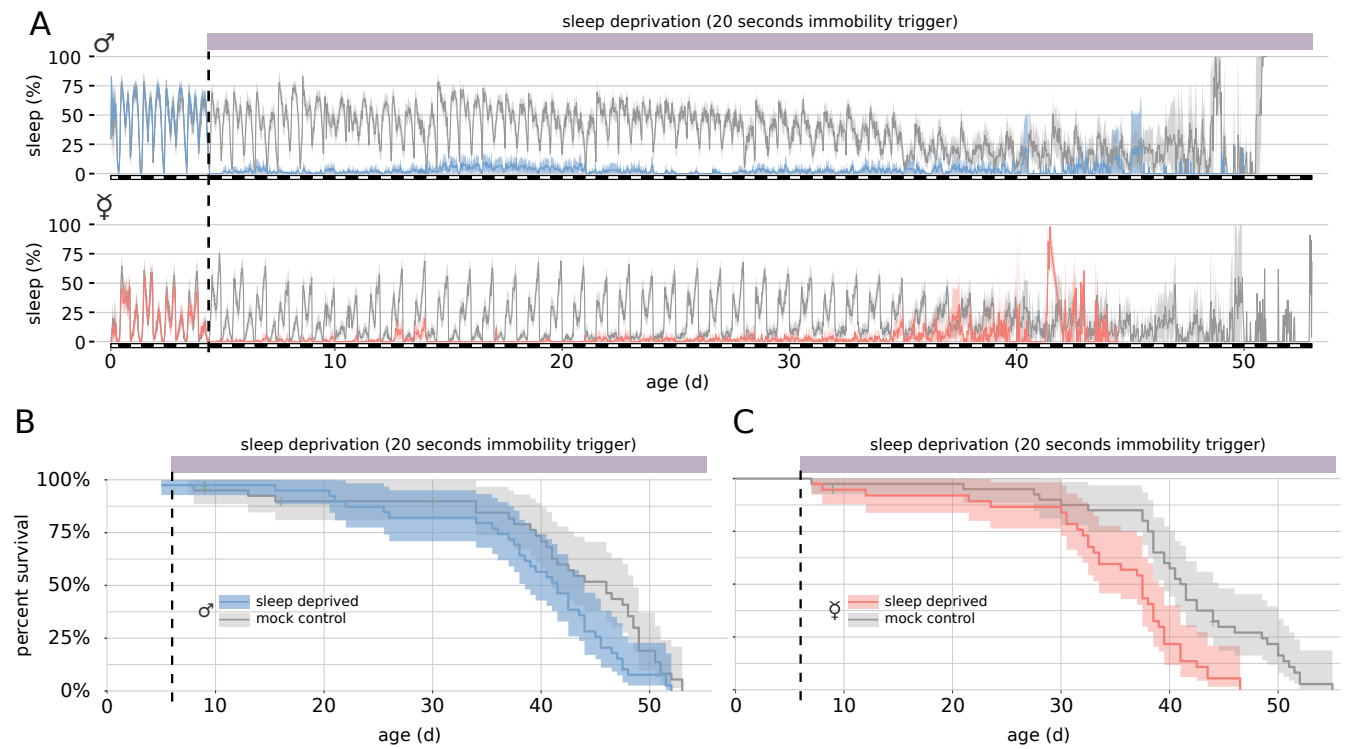 A
sleep deprivation (20 seconds immobility trigger)
♂
100
75
50
25
0
sleep (%)
☿
100
75
50
25
0
sleep (%)
0 10 20 30 40 50
age (d)
B
sleep deprivation (20 seconds immobility trigger)
100%
75%
50%
25%
0%
percent survival
♂
sleep deprived
mock control
0 10 20 30 40 50
age (d)
C
sleep deprivation (20 seconds immobility trigger)
☿
sleep deprived
mock control
0 10 20 30 40 50
age (d)